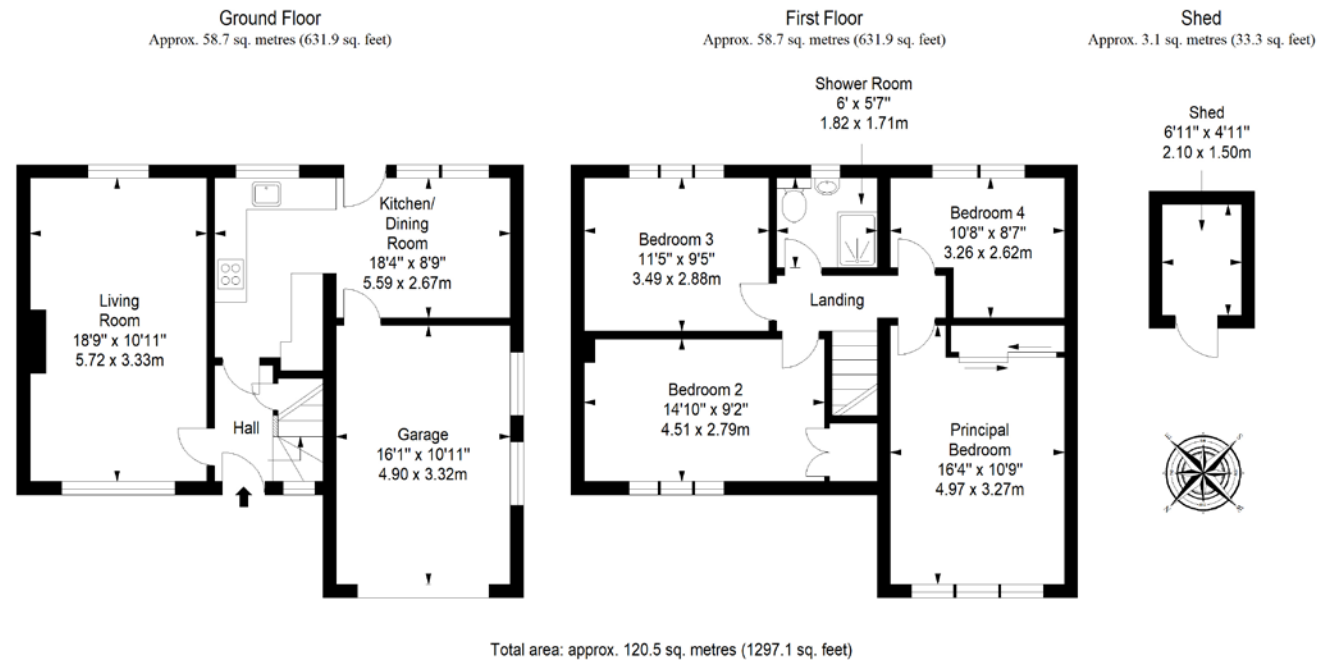 Ground Floor
Approx. 58.7 sq. metres (631.9 sq. feet)
First Floor
Approx. 58.7 sq. metres (631.9 sq. feet)
Shed
Approx. 3.1 sq. metres (33.3 sq. feet)
Shower Room
6' x 5'7"
1.82 x 1.71m
Shed
6'11" x 4'11"
2.10 x 1.50m
Kitchen/
Dining
Room
18'4" x 8'9"
5.59 x 2.67m
Living
Room
18'9" x 10'11"
5.72 x 3.33m
Hall
Garage
16'1" x 10'11"
4.90 x 3.32m
Bedroom 3
11'5" x 9'5"
3.49 x 2.88m
Bedroom 4
10'8" x 8'7"
3.26 x 2.62m
Landing
Bedroom 2
14'10" x 9'2"
4.51 x 2.79m
Principal
Bedroom
16'4" x 10'9"
4.97 x 3.27m
Total area: approx. 120.5 sq. metres (1297.1 sq. feet)